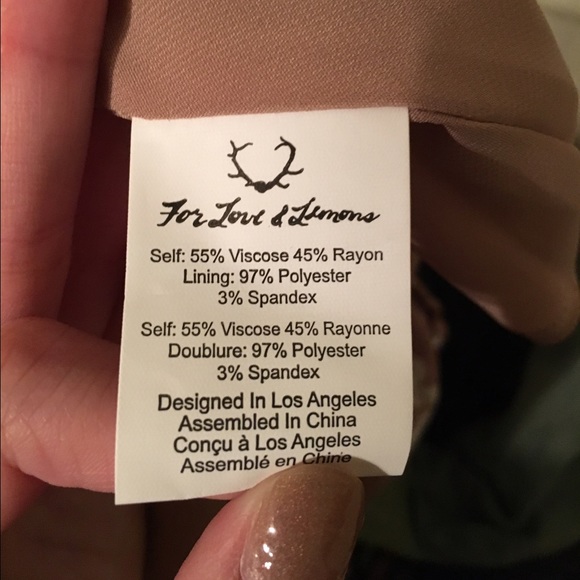 For Love & Lemons
Self: 55% Viscose 45% Rayon
Lining: 97% Polyester
3% Spandex
Self: 55% Viscose 45% Rayonne
Doublure: 97% Polyester
3% Spandex
Designed In Los Angeles
Assembled In China
Conçu à Los Angeles
Assemblé en Chine